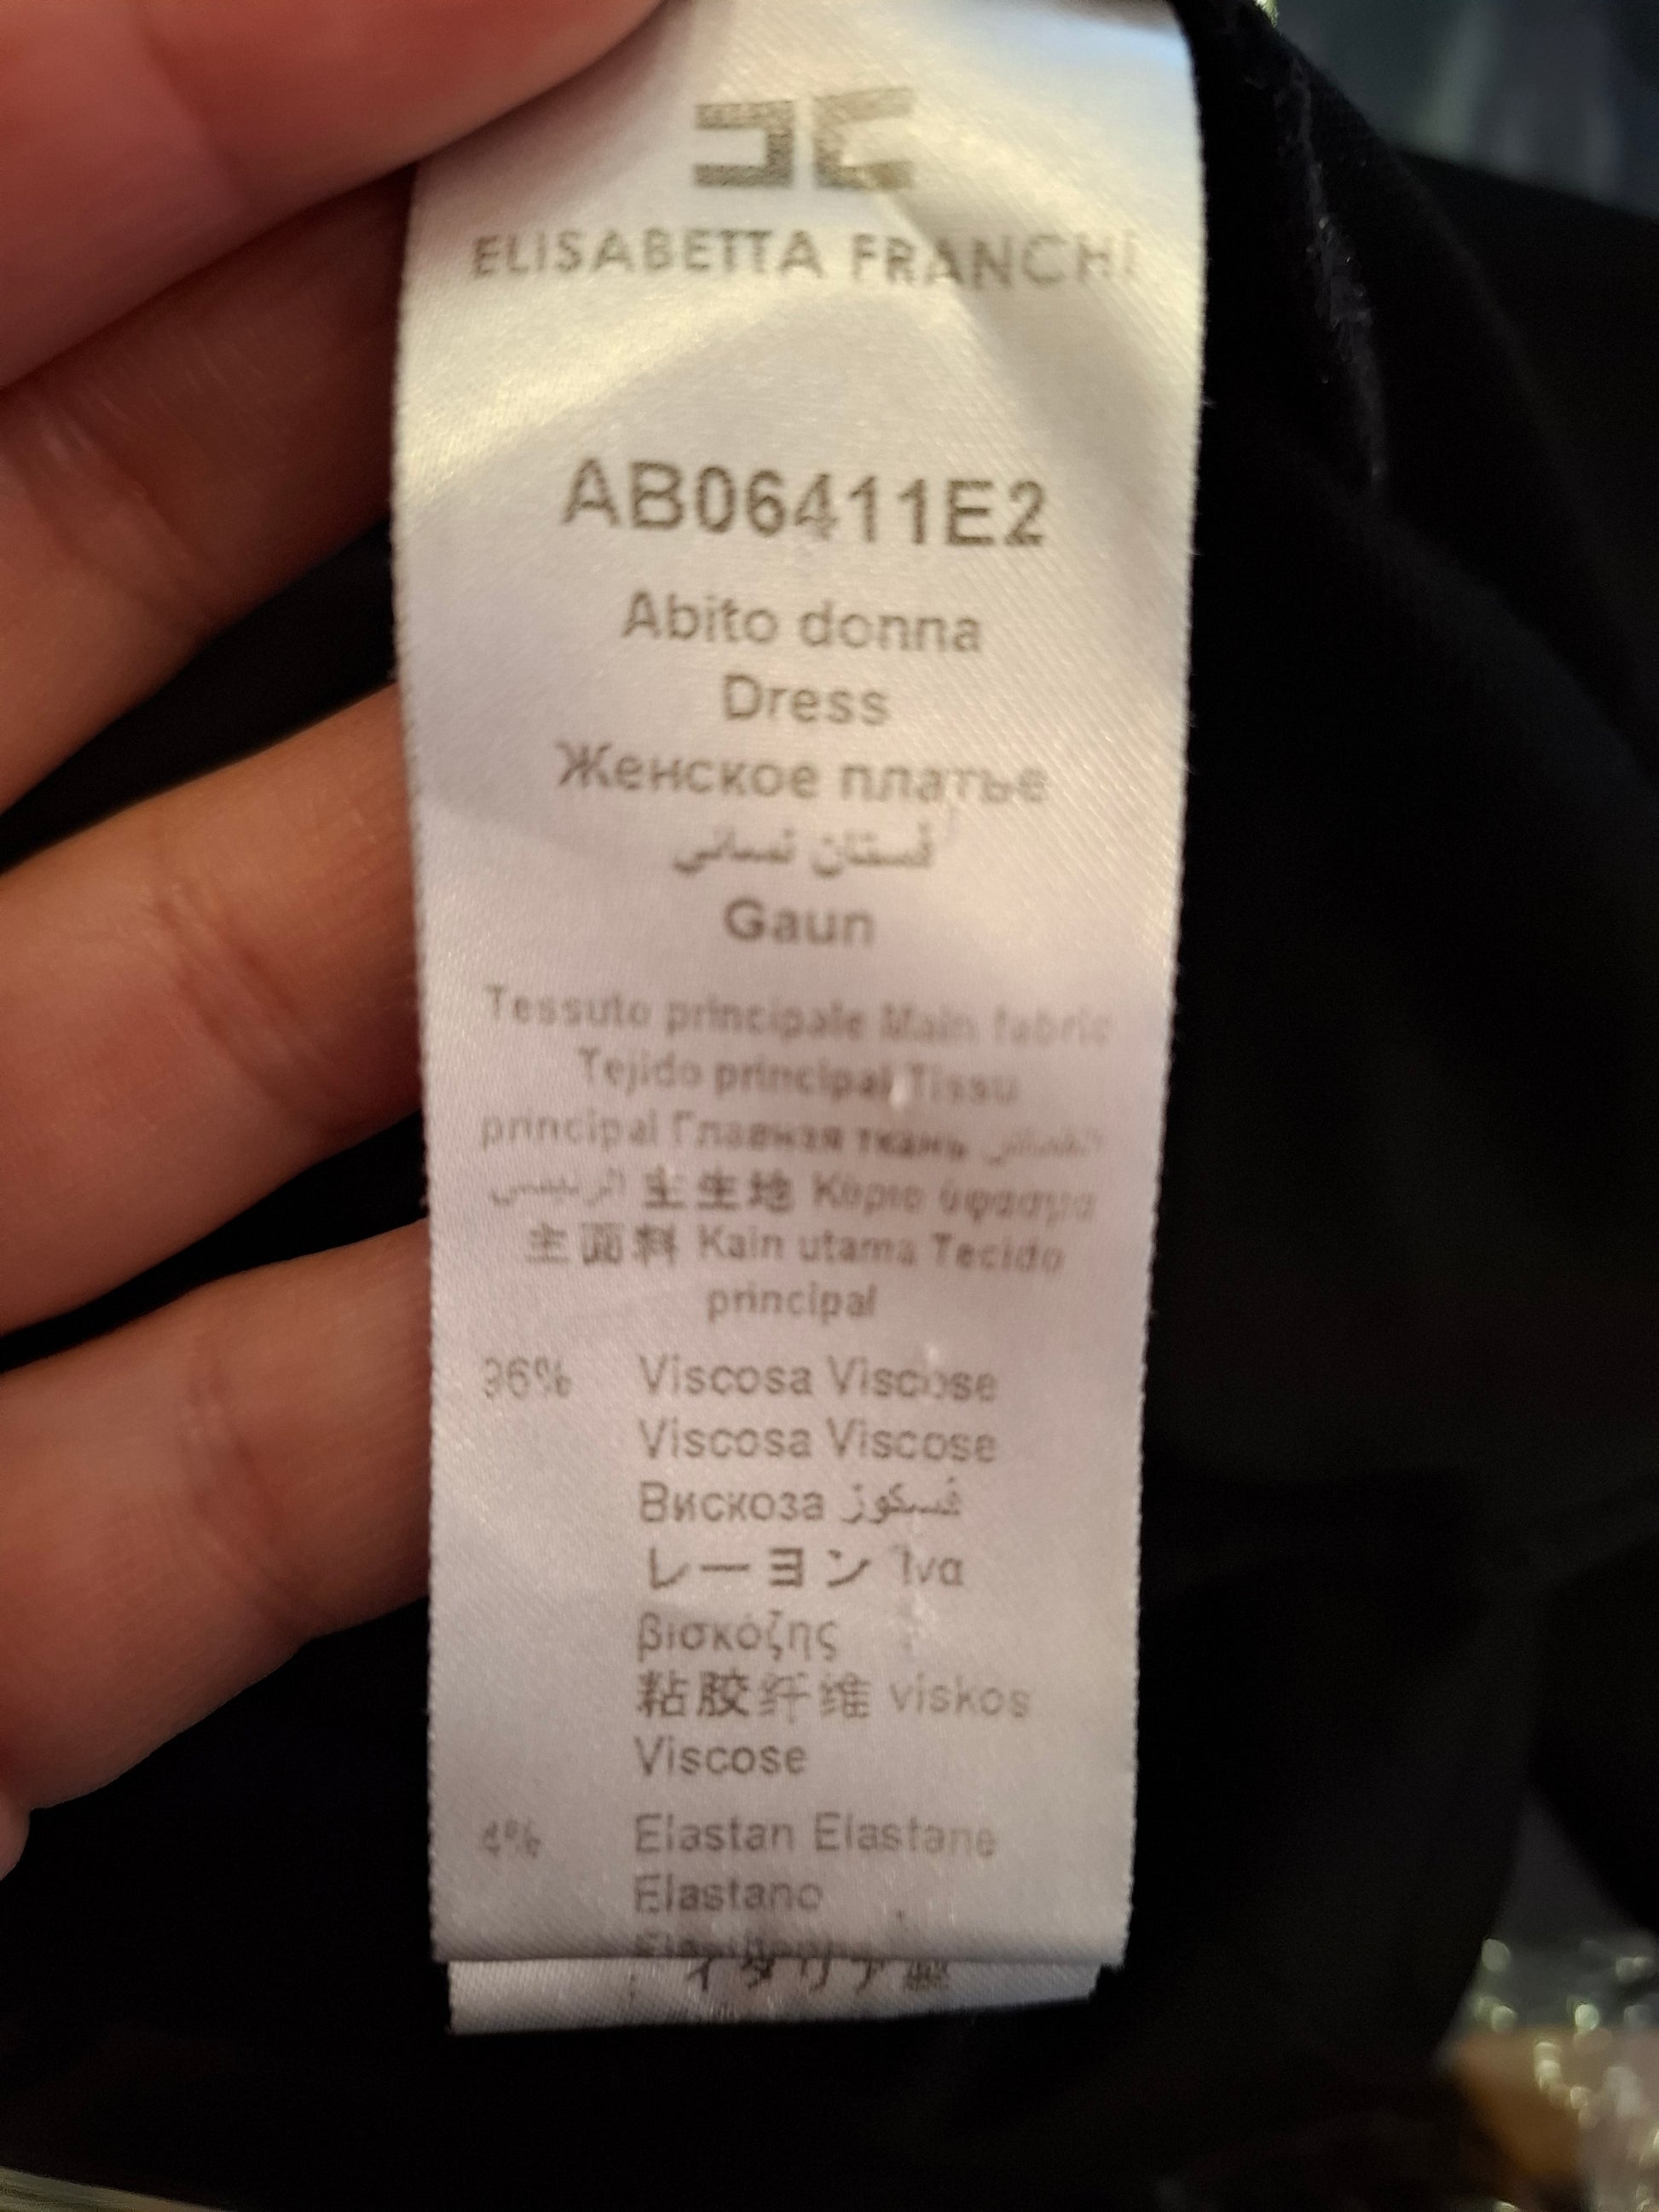 ELISABETTA FRANCHI
AB06411E2
Abito donna
Dress
Женское платье
فستان نسائي
Gaun
Tessuto principale Main fabric
Tejido principal Tissu
principal Главная ткань القماش
الرئيسي 主生地 Κύριο ύφασμα
主面料 Kain utama Tecido
principal
96% Viscosa Viscose
Viscosa Viscose
Вискоза فسكوز
レーヨン Ίνα
βισκόζης
粘胶纤维 viskos
Viscose
4% Elastan Elastane
Elastano
イタリア製